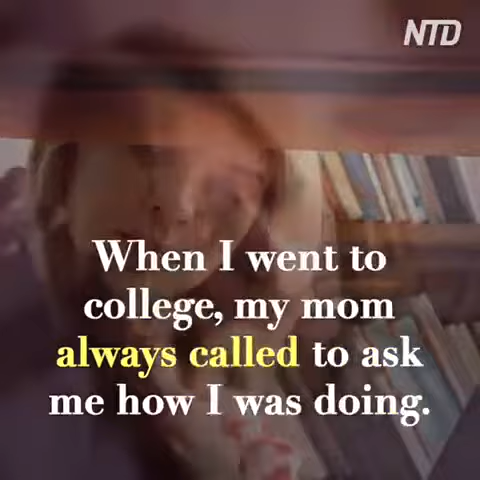 NTD
When I went to
college, my mom
always called to ask
me how I was doing.